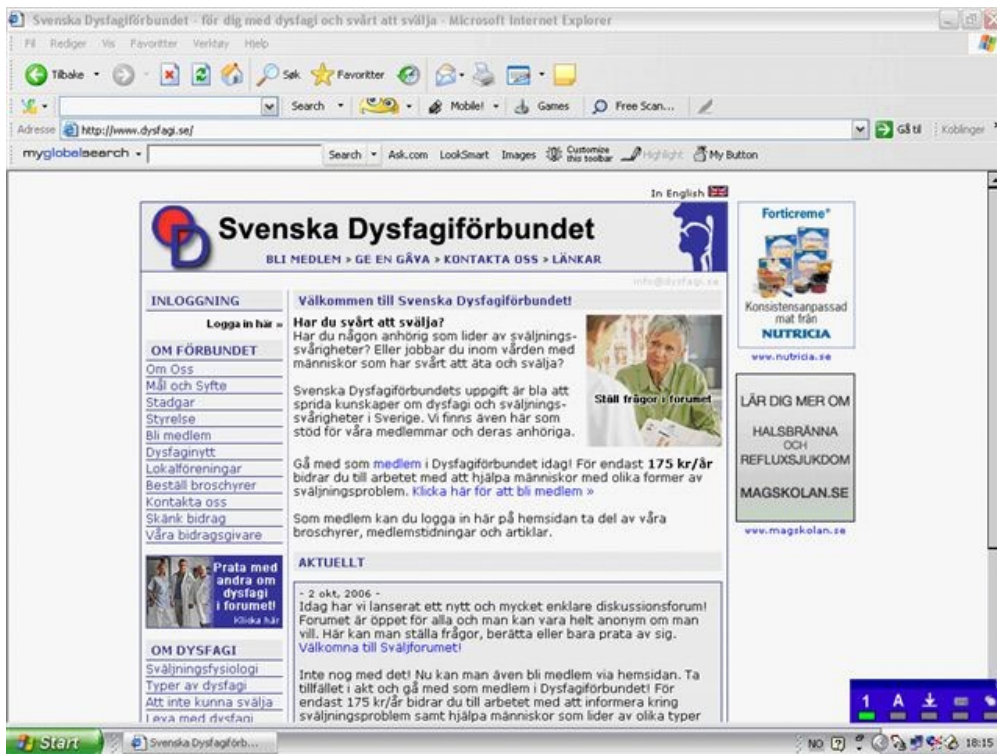 Svenska Dysfagiförbundet - för dig med dysfagi och svårt att svälja - Microsoft Internet Explorer
Fil Rediger Vis Favoritter Verktøy Hjelp
Tilbake Søk Favoritter
Search Mobile! Games Free Scan...
Adresse http://www.dysfagi.se/ Gå til Koblinger
myglobalsearch Search Ask.com LookSmart Images Customize this toolbar Highlight My Button
In English
Svenska Dysfagiförbundet
BLI MEDLEM > GE EN GÅVA > KONTAKTA OSS > LÄNKAR
info@dysfagi.se
INLOGGNING
Logga in här »
OM FÖRBUNDET
Om Oss
Mål och Syfte
Stadgar
Styrelse
Bli medlem
Dysfaginytt
Lokalföreningar
Beställ broschyrer
Kontakta oss
Skänk bidrag
Våra bidragsgivare
Prata med
andra om
dysfagi
i forumet!
Klicka här
OM DYSFAGI
Sväljningsfysiologi
Typer av dysfagi
Att inte kunna svälja
Leva med dysfagi
Välkommen till Svenska Dysfagiförbundet!
Har du svårt att svälja?
Har du någon anhörig som lider av sväljnings-
svårigheter? Eller jobbar du inom vården med
människor som har svårt att äta och svälja?
Svenska Dysfagiförbundets uppgift är bla att
sprida kunskaper om dysfagi och sväljnings-
svårigheter i Sverige. Vi finns även här som
stöd för våra medlemmar och deras anhöriga.
Ställ frågor i forumet
Gå med som medlem i Dysfagiförbundet idag! För endast 175 kr/år
bidrar du till arbetet med att hjälpa människor med olika former av
sväljningsproblem. Klicka här för att bli medlem »
Som medlem kan du logga in här på hemsidan ta del av våra
broschyrer, medlemstidningar och artiklar.
AKTUELLT
- 2 okt, 2006 -
Idag har vi lanserat ett nytt och mycket enklare diskussionsforum!
Forumet är öppet för alla och man kan vara helt anonym om man
vill. Här kan man ställa frågor, berätta eller bara prata av sig.
Välkomna till Sväljforumet!
Inte nog med det! Nu kan man även bli medlem via hemsidan. Ta
tillfället i akt och gå med som medlem i Dysfagiförbundet! För
endast 175 kr/år bidrar du till arbetet med att informera kring
sväljningsproblem samt hjälpa människor som lider av olika typer
Forticreme®
Konsistensanpassad
mat från
NUTRICIA
www.nutricia.se
LÄR DIG MER OM
HALSBRÄNNA
OCH
REFLUXSJUKDOM
MAGSKOLAN.SE
www.magskolan.se
1 A
Start Svenska Dysfagiförb... NO 18:15